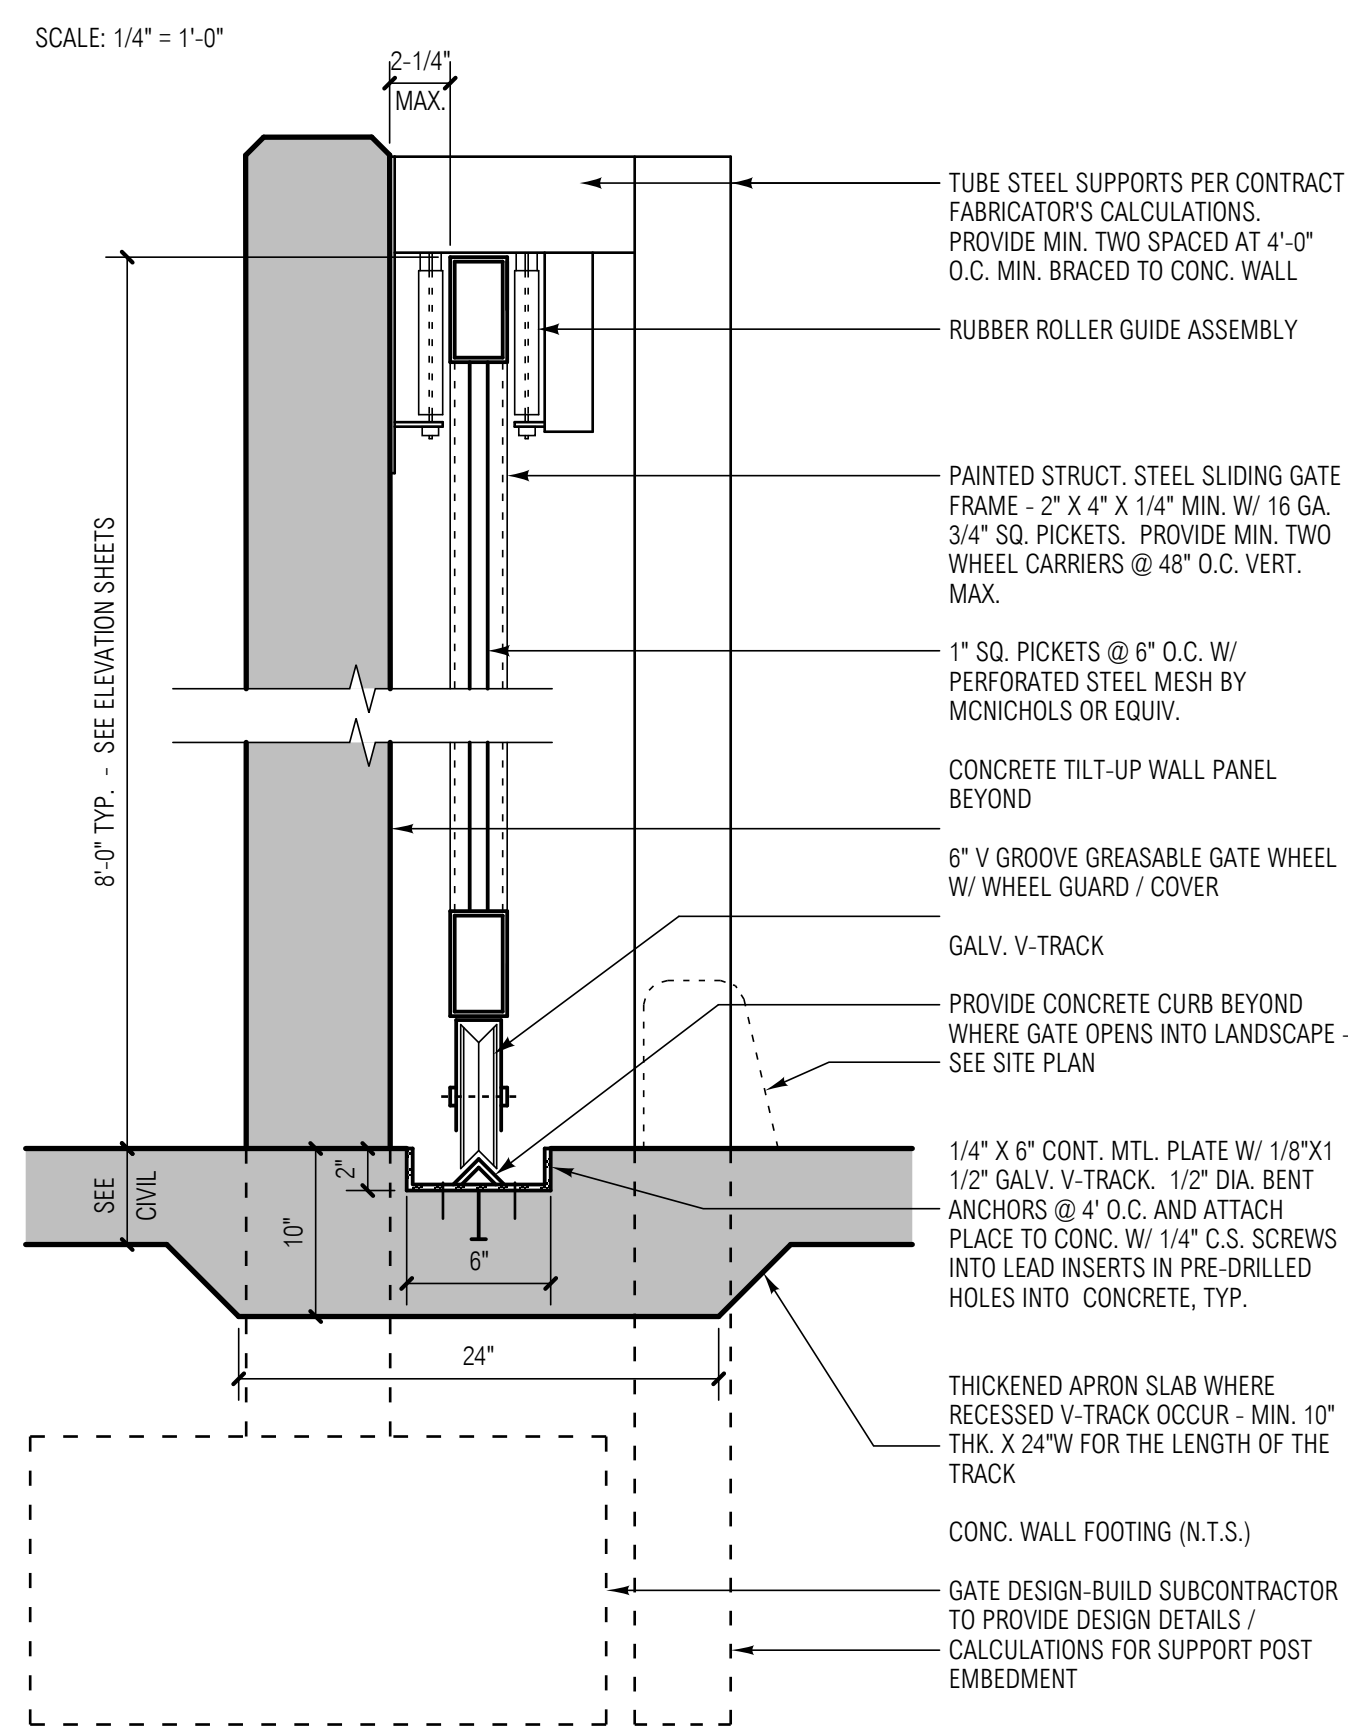 SCALE: 1/4" = 1'-0"
2-1/4"
MAX.
TUBE STEEL SUPPORTS PER CONTRACT
FABRICATOR'S CALCULATIONS.
PROVIDE MIN. TWO SPACED AT 4'-0"
O.C. MIN. BRACED TO CONC. WALL
RUBBER ROLLER GUIDE ASSEMBLY
PAINTED STRUCT. STEEL SLIDING GATE
FRAME - 2" X 4" X 1/4" MIN. W/ 16 GA.
3/4" SQ. PICKETS. PROVIDE MIN. TWO
WHEEL CARRIERS @ 48" O.C. VERT.
MAX.
1" SQ. PICKETS @ 6" O.C. W/
PERFORATED STEEL MESH BY
MCNICHOLS OR EQUIV.
CONCRETE TILT-UP WALL PANEL
BEYOND
6" V GROOVE GREASABLE GATE WHEEL
W/ WHEEL GUARD / COVER
GALV. V-TRACK
PROVIDE CONCRETE CURB BEYOND
WHERE GATE OPENS INTO LANDSCAPE -
SEE SITE PLAN
1/4" X 6" CONT. MTL. PLATE W/ 1/8"X1
1/2" GALV. V-TRACK. 1/2" DIA. BENT
ANCHORS @ 4' O.C. AND ATTACH
PLACE TO CONC. W/ 1/4" C.S. SCREWS
INTO LEAD INSERTS IN PRE-DRILLED
HOLES INTO CONCRETE, TYP.
THICKENED APRON SLAB WHERE
RECESSED V-TRACK OCCUR - MIN. 10"
THK. X 24"W FOR THE LENGTH OF THE
TRACK
CONC. WALL FOOTING (N.T.S.)
GATE DESIGN-BUILD SUBCONTRACTOR
TO PROVIDE DESIGN DETAILS /
CALCULATIONS FOR SUPPORT POST
EMBEDMENT
8'-0" TYP. - SEE ELEVATION SHEETS
SEE
CIVIL
2"
10"
6"
24"